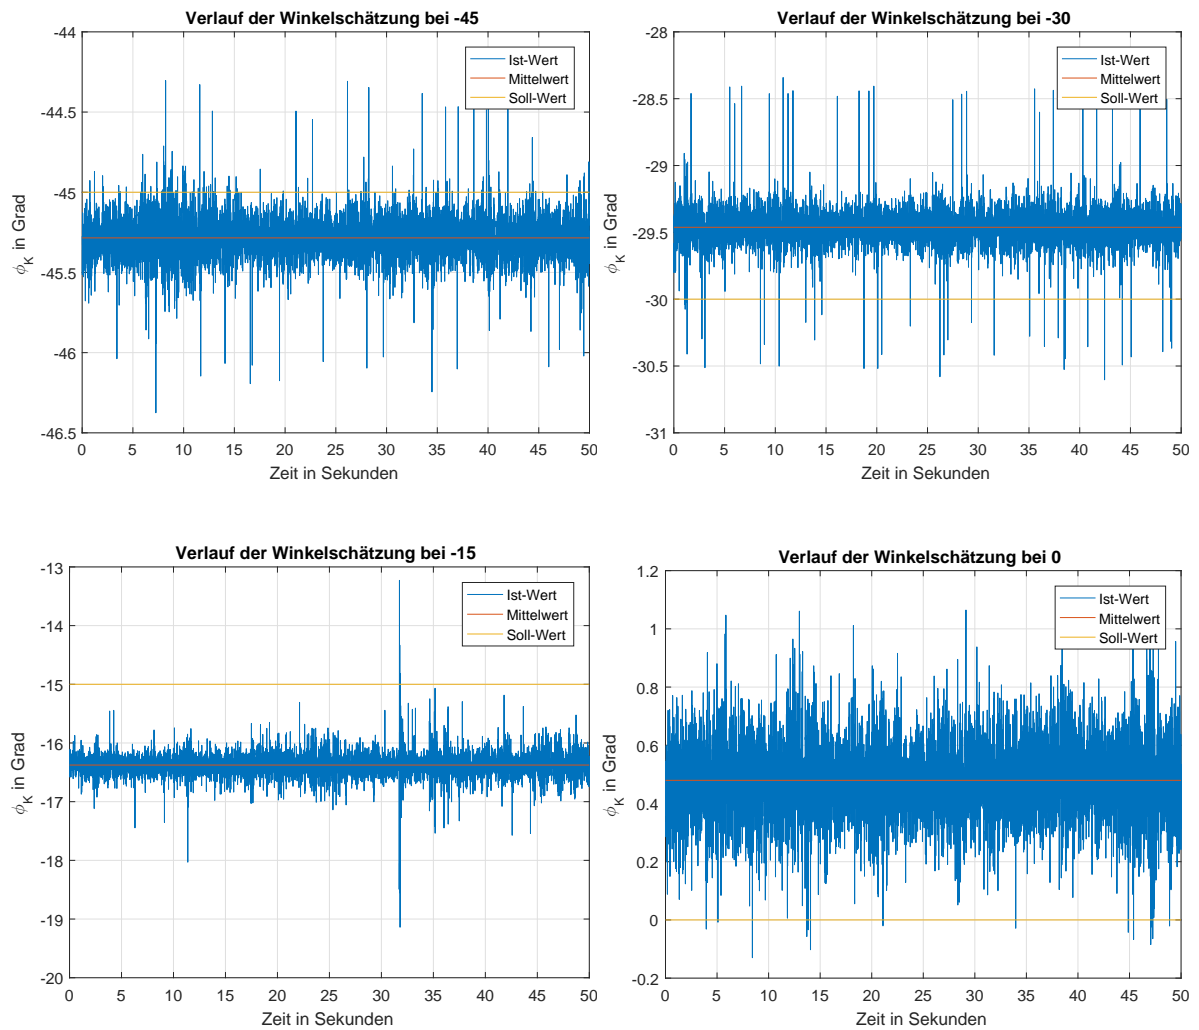 Verlauf der Winkelschätzung bei -45
-44
-44.5
-45
-45.5
-46
-46.5
ϕK in Grad
0 5 10 15 20 25 30 35 40 45 50
Zeit in Sekunden
Ist-Wert
Mittelwert
Soll-Wert
Verlauf der Winkelschätzung bei -30
-28
-28.5
-29
-29.5
-30
-30.5
-31
ϕK in Grad
0 5 10 15 20 25 30 35 40 45 50
Zeit in Sekunden
Ist-Wert
Mittelwert
Soll-Wert
Verlauf der Winkelschätzung bei -15
-13
-14
-15
-16
-17
-18
-19
-20
ϕK in Grad
0 5 10 15 20 25 30 35 40 45 50
Zeit in Sekunden
Ist-Wert
Mittelwert
Soll-Wert
Verlauf der Winkelschätzung bei 0
1.2
1
0.8
0.6
0.4
0.2
0
-0.2
ϕK in Grad
0 5 10 15 20 25 30 35 40 45 50
Zeit in Sekunden
Ist-Wert
Mittelwert
Soll-Wert